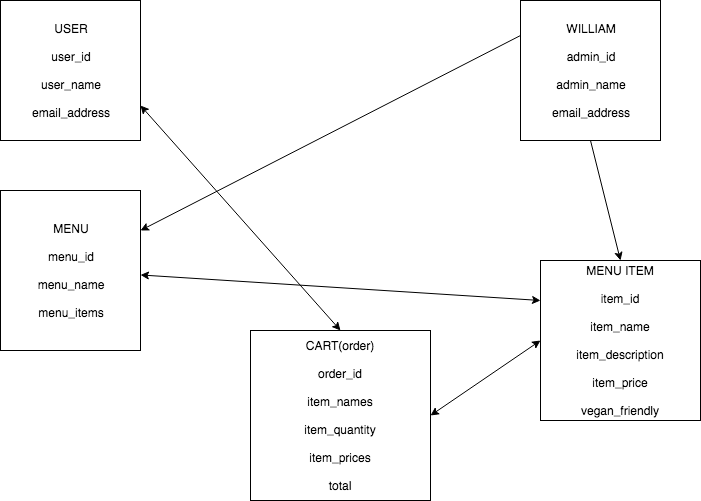 USER
user_id
user_name
email_address
WILLIAM
admin_id
admin_name
email_address
MENU
menu_id
menu_name
menu_items
MENU ITEM
item_id
item_name
item_description
item_price
vegan_friendly
CART(order)
order_id
item_names
item_quantity
item_prices
total